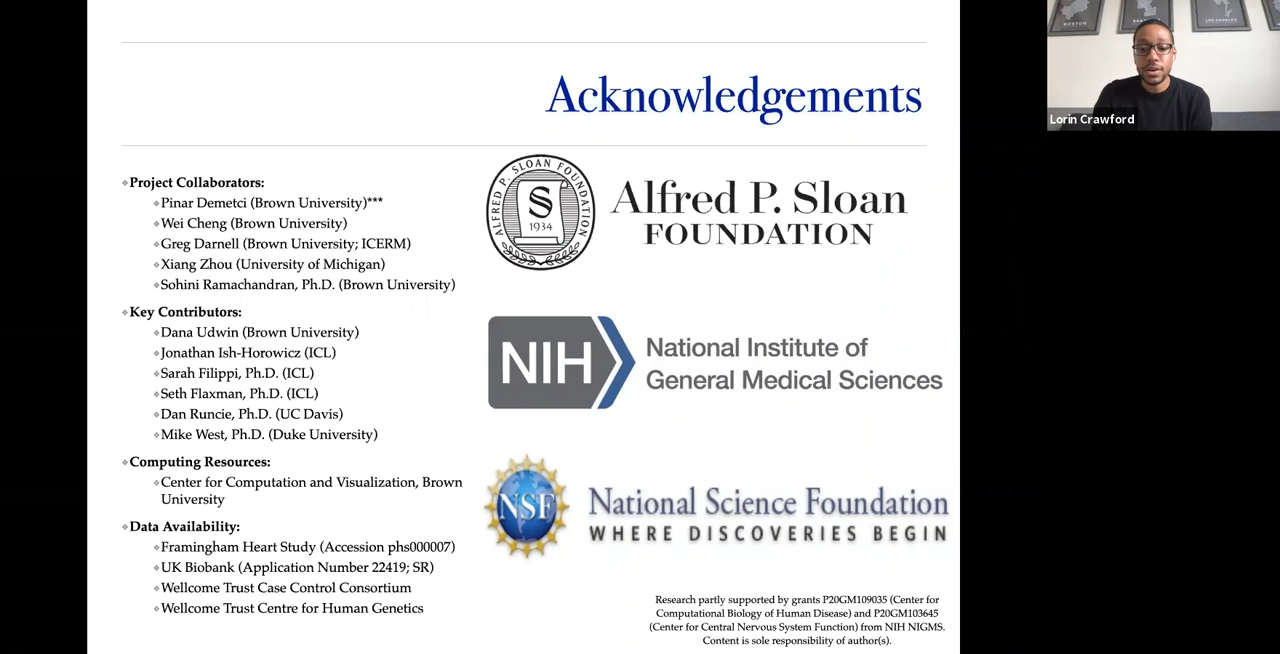 Acknowledgements
Project Collaborators:
Pinar Demetci (Brown University)***
Wei Cheng (Brown University)
Greg Darnell (Brown University; ICERM)
Xiang Zhou (University of Michigan)
Sohini Ramachandran, Ph.D. (Brown University)
Key Contributors:
Dana Udwin (Brown University)
Jonathan Ish-Horowicz (ICL)
Sarah Filippi, Ph.D. (ICL)
Seth Flaxman, Ph.D. (ICL)
Dan Runcie, Ph.D. (UC Davis)
Mike West, Ph.D. (Duke University)
Computing Resources:
Center for Computation and Visualization, Brown
University
Data Availability:
Framingham Heart Study (Accession phs000007)
UK Biobank (Application Number 22419; SR)
Wellcome Trust Case Control Consortium
Wellcome Trust Centre for Human Genetics
ALFRED P. SLOAN FOUNDATION
S
1934
Alfred P. Sloan
FOUNDATION
NIH
National Institute of
General Medical Sciences
NSF
National Science Foundation
WHERE DISCOVERIES BEGIN
Research partly supported by grants P20GM109035 (Center for
Computational Biology of Human Disease) and P20GM103645
(Center for Central Nervous System Function) from NIH NIGMS.
Content is sole responsibility of author(s).
BOSTON
LOS ANGELES
Lorin Crawford